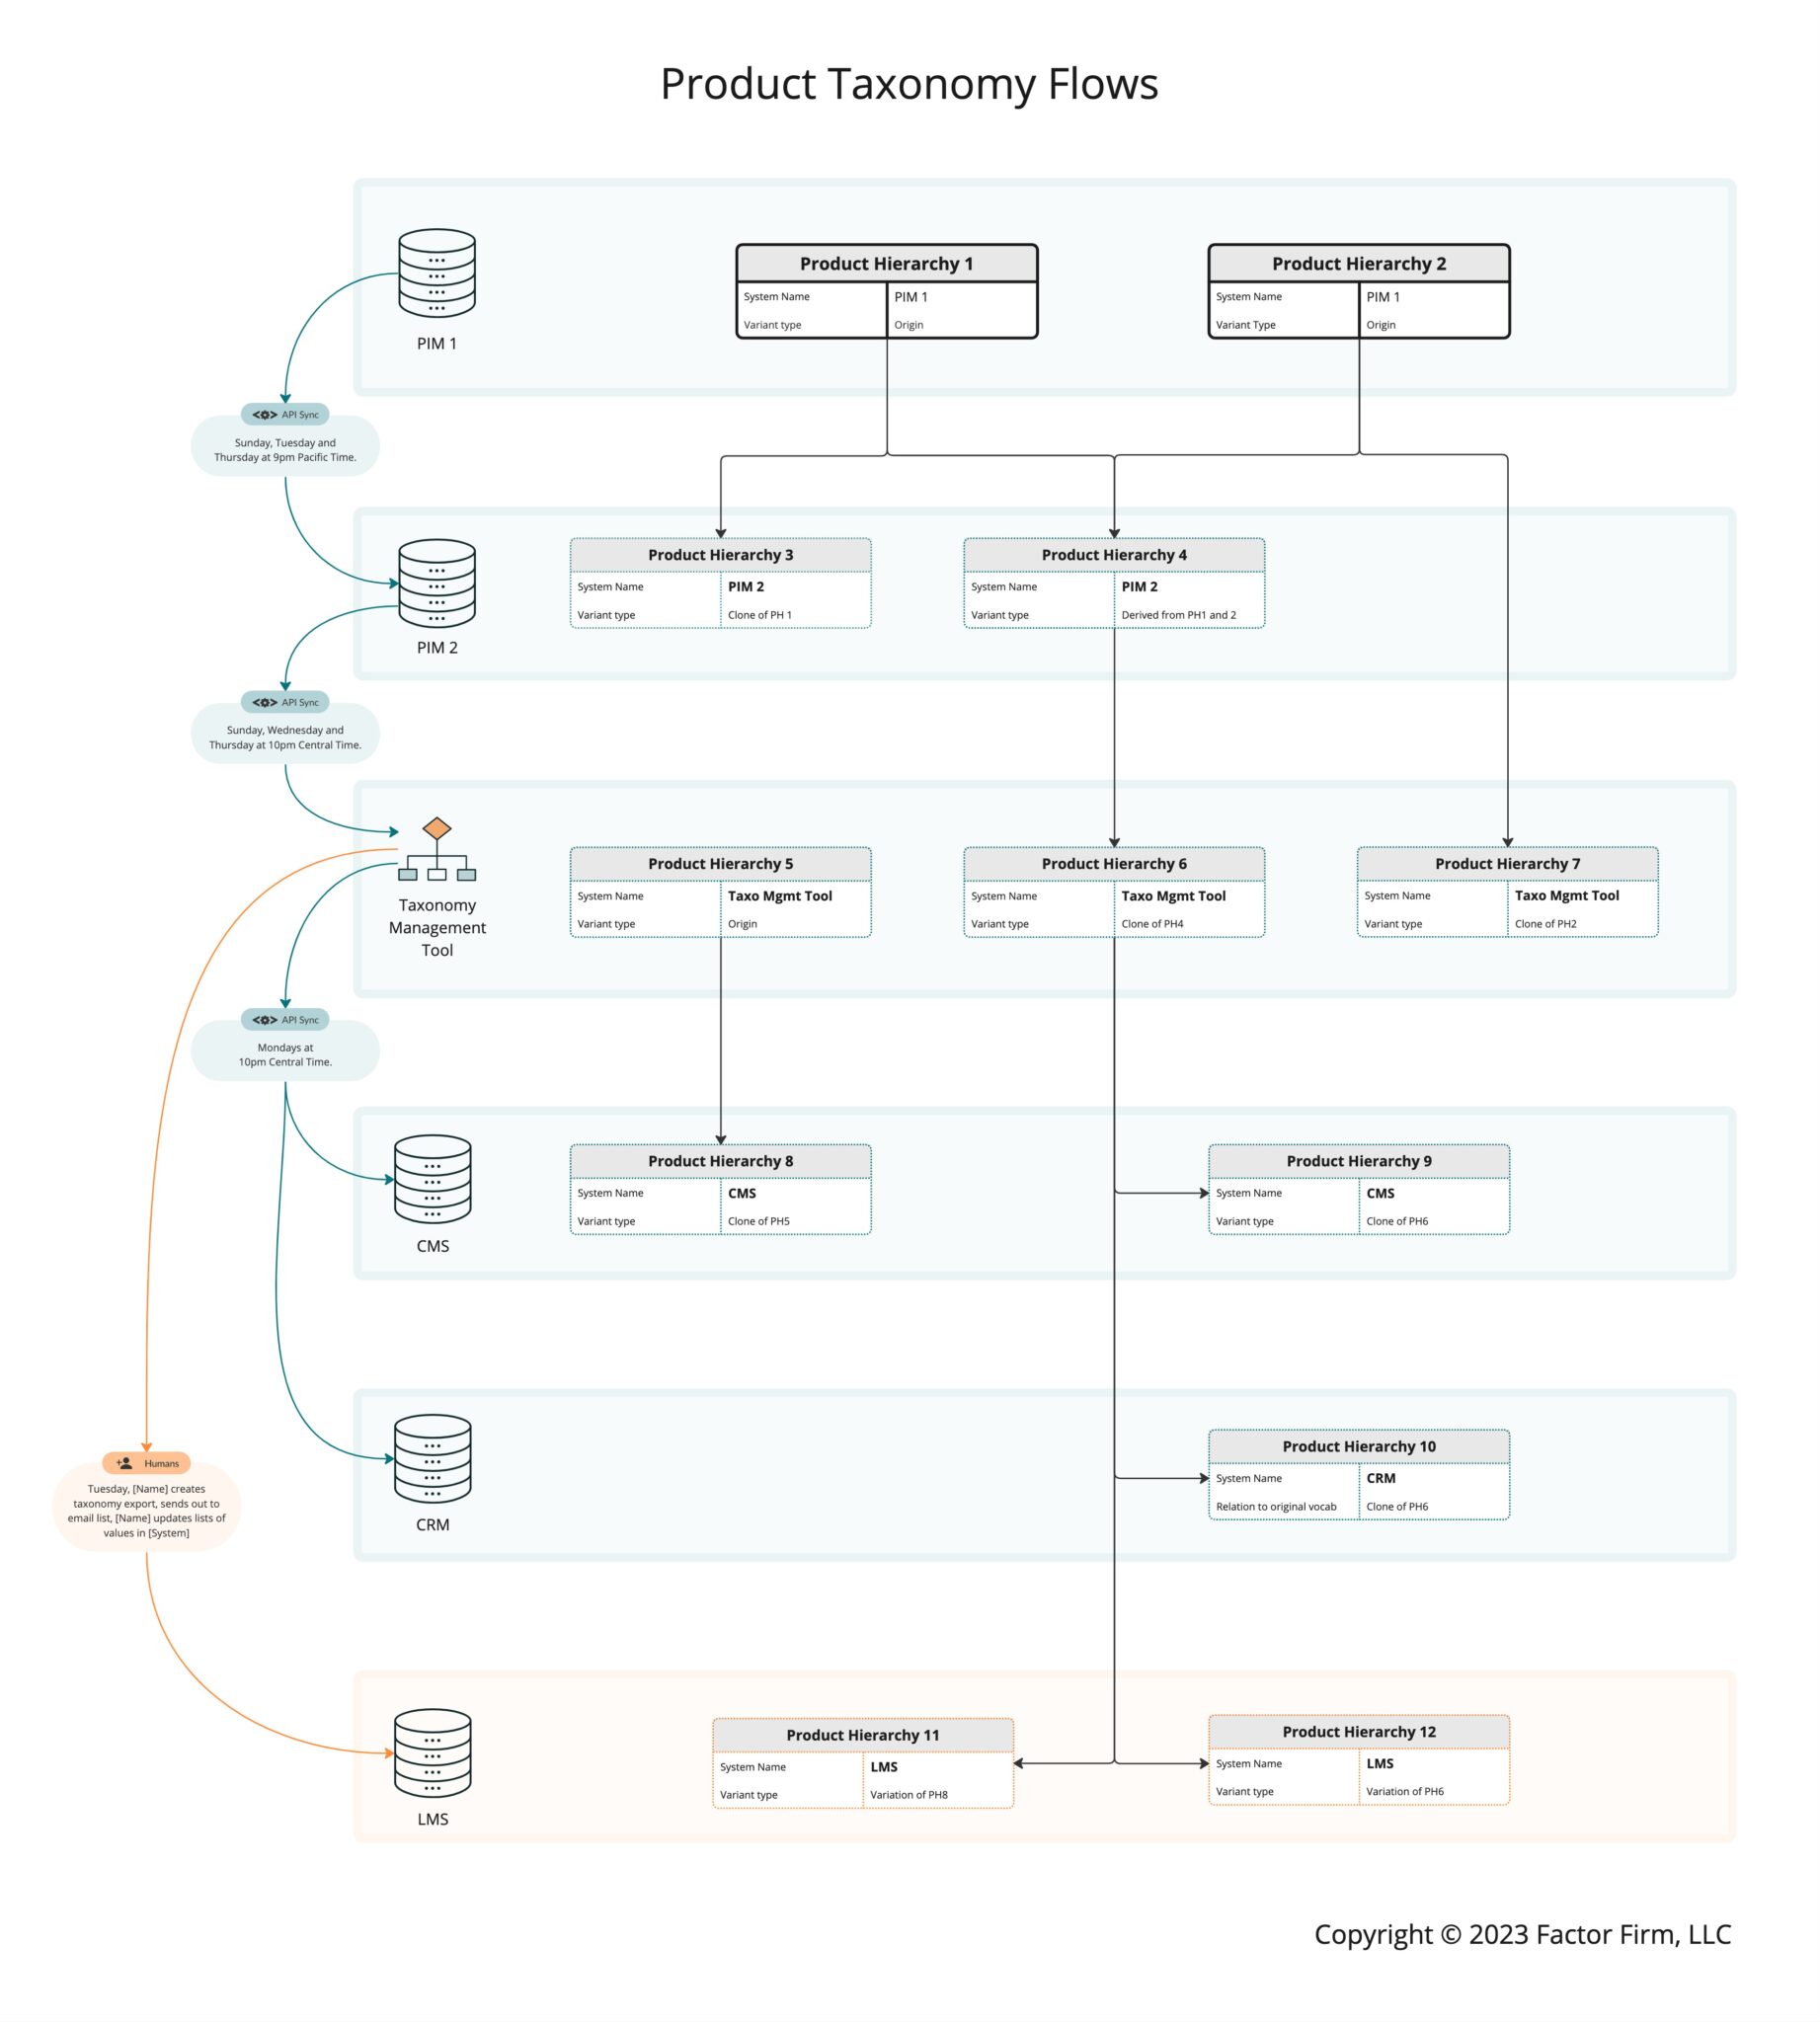 Product Taxonomy Flows
Product Hierarchy 1
System Name
PIM 1
Variant type
Origin
Product Hierarchy 2
System Name
PIM 1
Variant Type
Origin
PIM 1
API Sync
Sunday, Tuesday and
Thursday at 9pm Pacific Time.
Product Hierarchy 3
System Name
PIM 2
Variant type
Clone of PH 1
Product Hierarchy 4
System Name
PIM 2
Variant type
Derived from PH1 and 2
PIM 2
API Sync
Sunday, Wednesday and
Thursday at 10pm Central Time.
Taxonomy
Management
Tool
Product Hierarchy 5
System Name
Taxo Mgmt Tool
Variant type
Origin
Product Hierarchy 6
System Name
Taxo Mgmt Tool
Variant type
Clone of PH4
Product Hierarchy 7
System Name
Taxo Mgmt Tool
Variant type
Clone of PH2
API Sync
Mondays at
10pm Central Time.
Product Hierarchy 8
System Name
CMS
Variant type
Clone of PH5
Product Hierarchy 9
System Name
CMS
Variant type
Clone of PH6
CMS
Product Hierarchy 10
System Name
CRM
Relation to original vocab
Clone of PH6
CRM
Humans
Tuesday, [Name] creates
taxonomy export, sends out to
email list, [Name] updates lists of
values in [System]
Product Hierarchy 11
System Name
LMS
Variant type
Variation of PH8
Product Hierarchy 12
System Name
LMS
Variant type
Variation of PH6
LMS
Copyright © 2023 Factor Firm, LLC